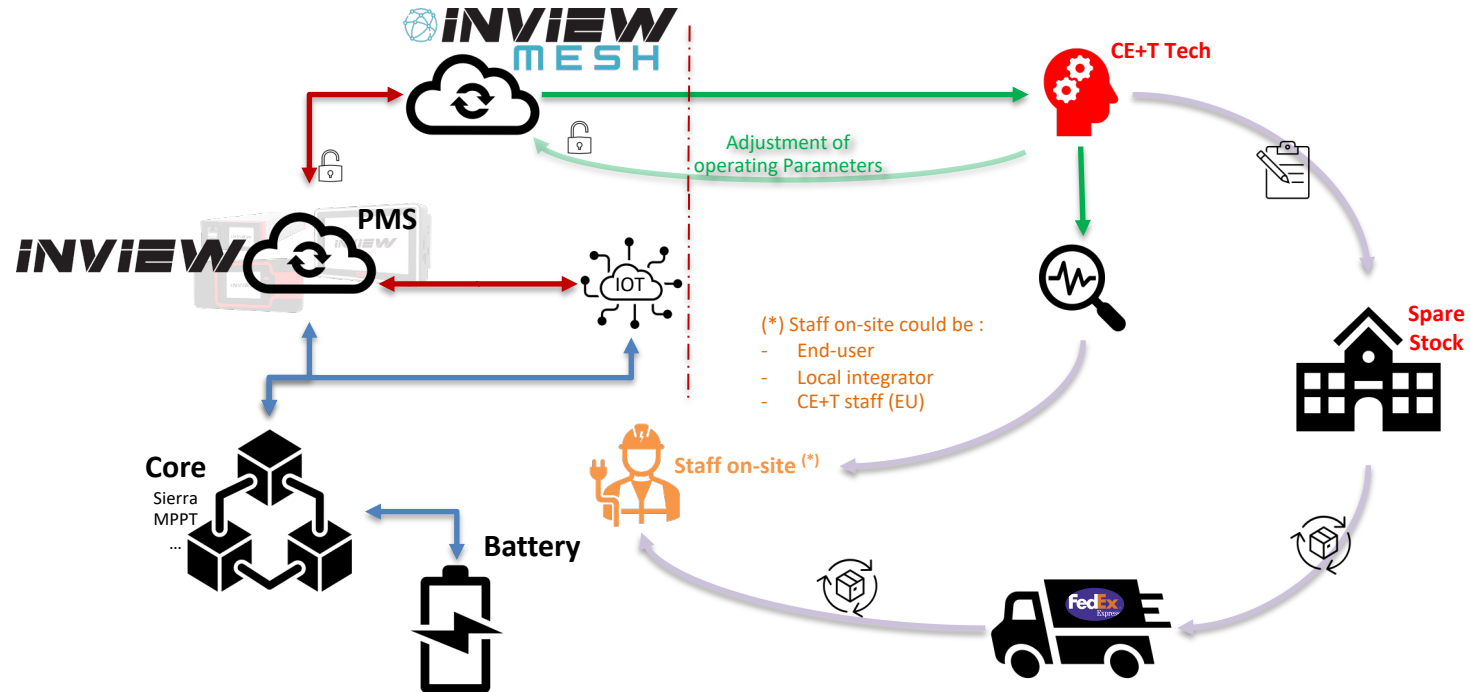 INVIEW
MESH
CE+T Tech
Adjustment of
operating Parameters
PMS
INVIEW
INVIEW
IOT
(*) Staff on-site could be :
- End-user
- Local integrator
- CE+T staff (EU)
Spare
Stock
Core
Sierra
MPPT
...
Staff on-site (*)
Battery
FedEx
Express